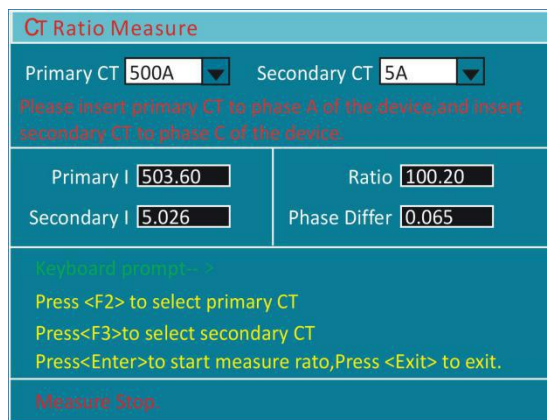 CT Ratio Measure
Primary CT 500A Secondary CT 5A
Please insert primary CT to phase A of the device,and insert
secondary CT to phase C of the device.
Primary I 503.60 Ratio 100.20
Secondary I 5.026 Phase Differ 0.065
Keyboard prompt-- >
Press <F2> to select primary CT
Press<F3>to select secondary CT
Press<Enter>to start measure rato,Press <Exit> to exit.
Measure Stop.